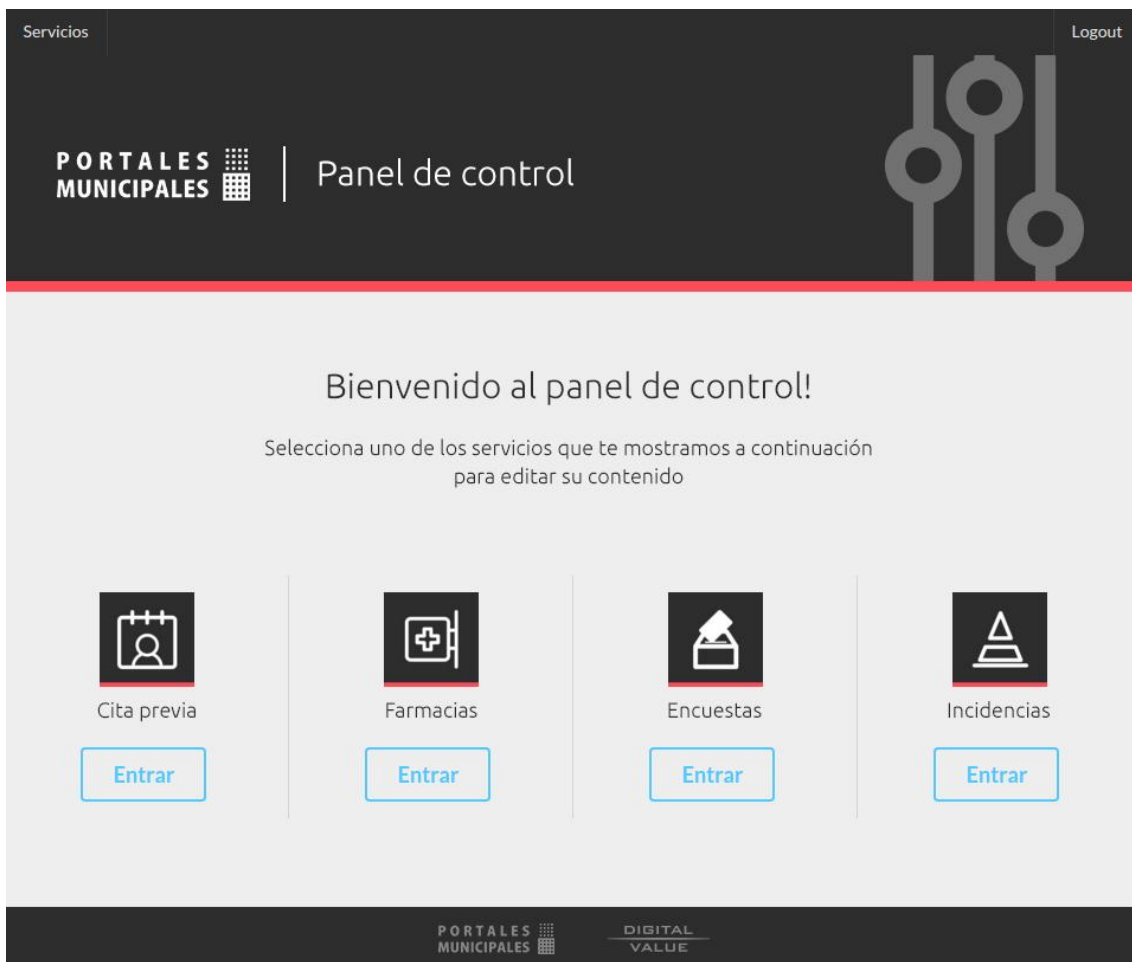 Servicios
Logout
PORTALES
MUNICIPALES
Panel de control
Bienvenido al panel de control!
Selecciona uno de los servicios que te mostramos a continuación
para editar su contenido
Cita previa
Farmacias
Encuestas
Incidencias
Entrar
Entrar
Entrar
Entrar
PORTALES
MUNICIPALES
DIGITAL
VALUE